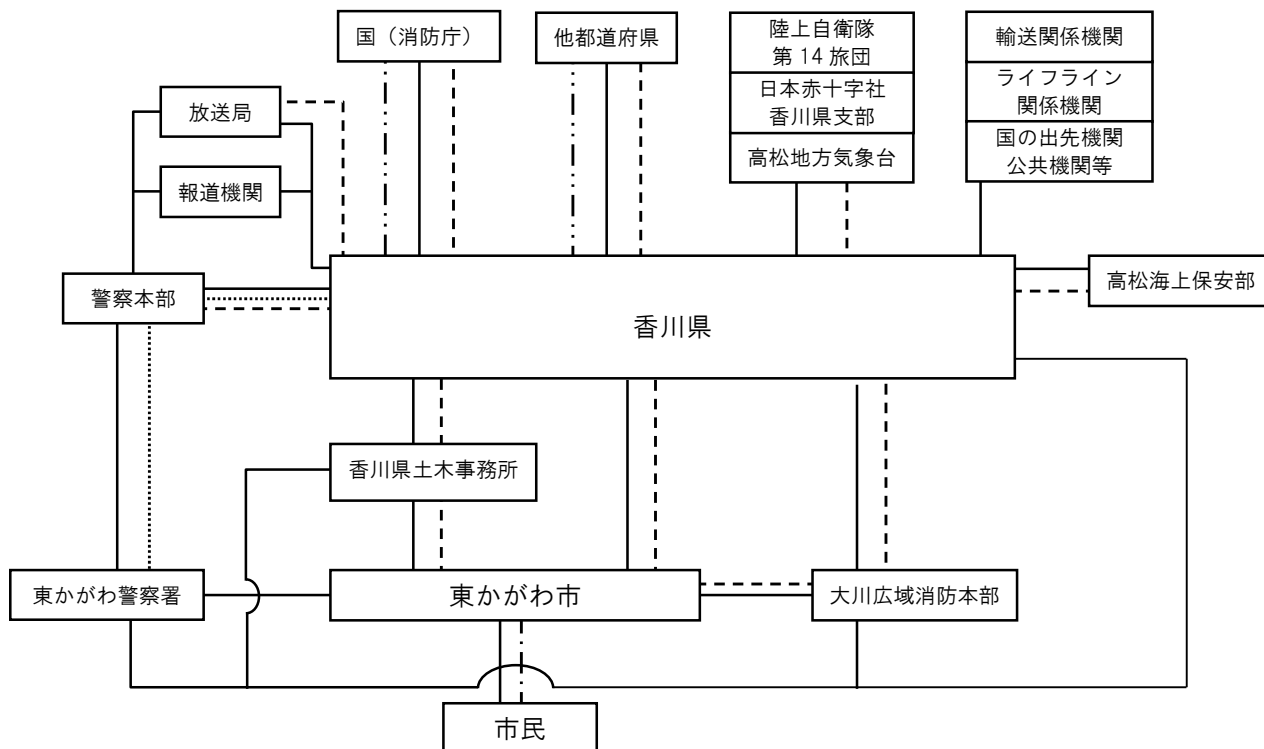 国（消防庁）
他都道府県
陸上自衛隊
第14旅団
日本赤十字社
香川県支部
高松地方気象台
輸送関係機関
ライフライン
関係機関
国の出先機関
公共機関等
放送局
報道機関
警察本部
香川県
高松海上保安部
香川県土木事務所
東かがわ警察署
東かがわ市
大川広域消防本部
市民